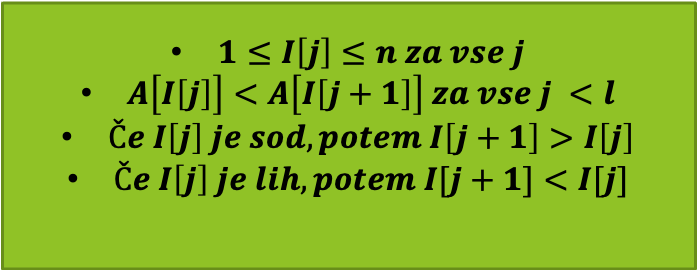 • 1 ≤ I[j] ≤ n za vse j
• A[I[j]] < A[I[j + 1]] za vse j < l
• Če I[j] je sod, potem I[j + 1] > I[j]
• Če I[j] je lih, potem I[j + 1] < I[j]